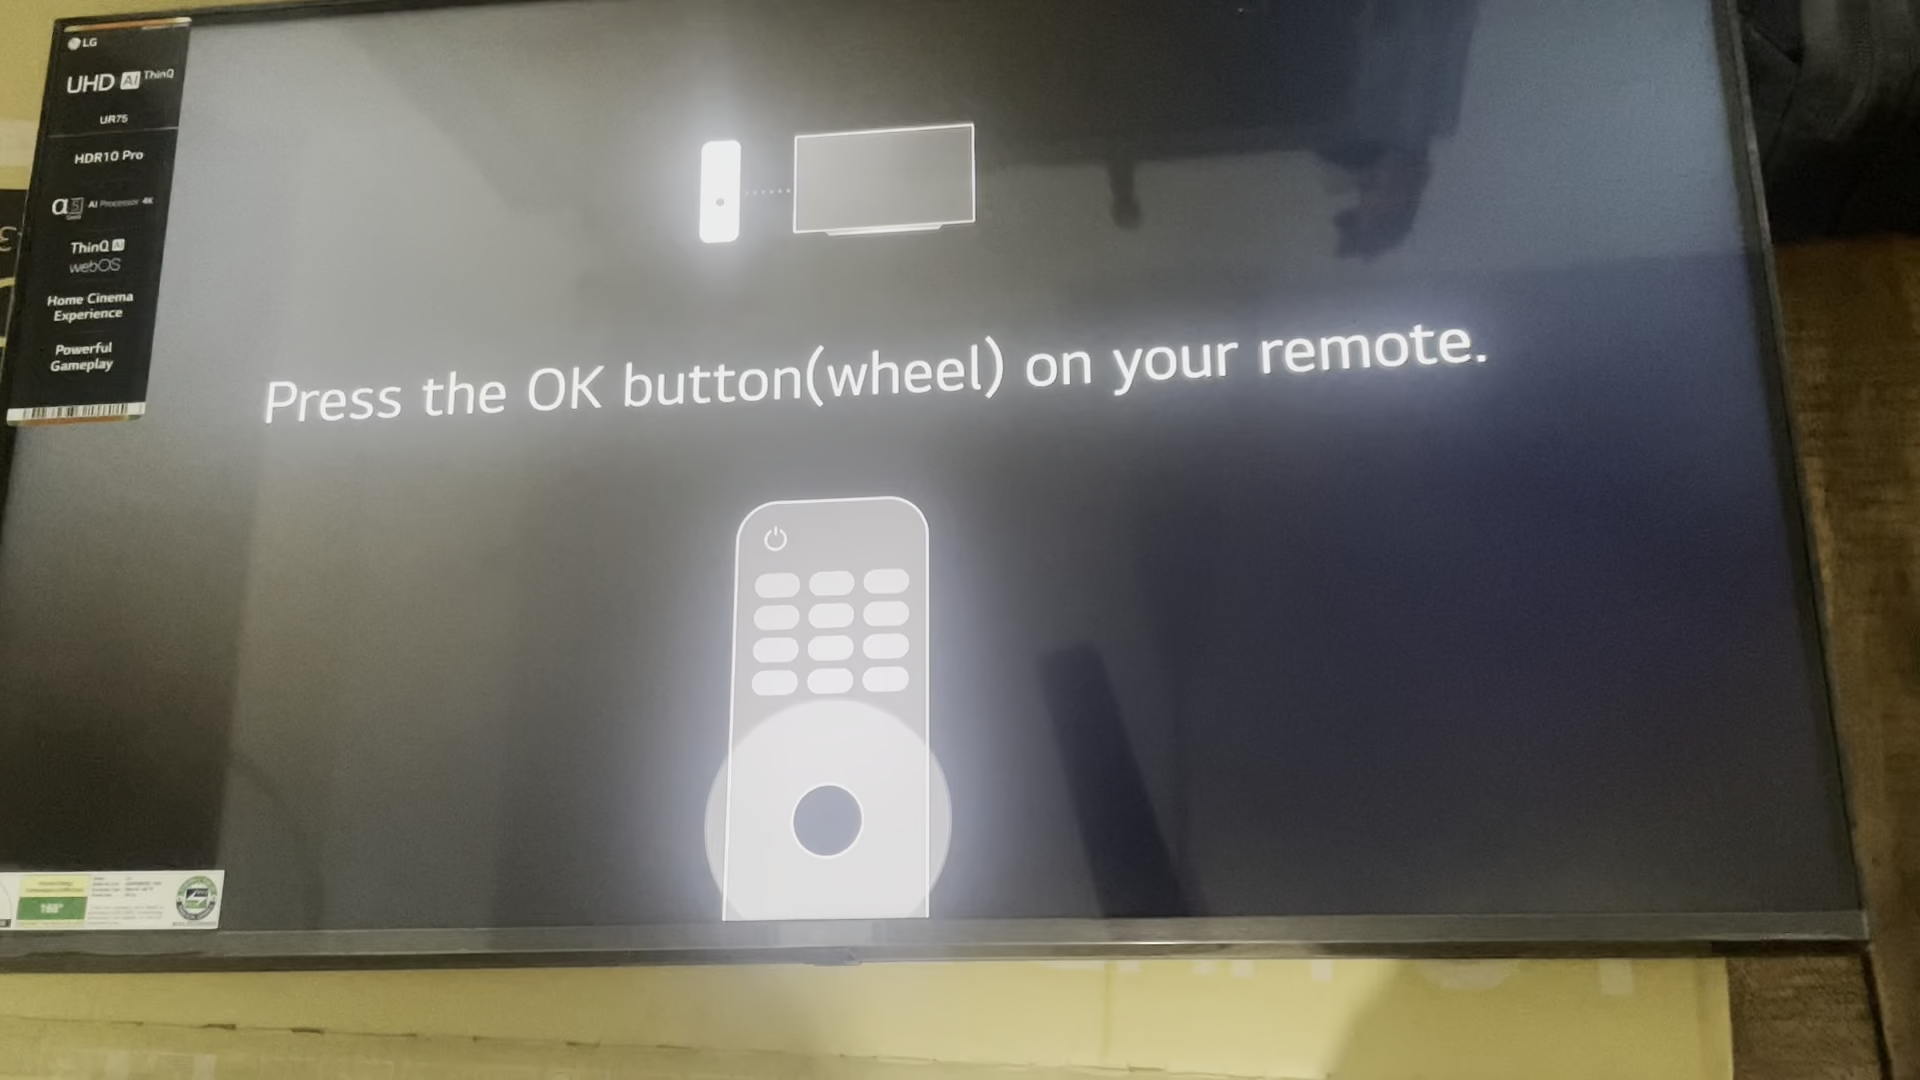 LG
UHD AI ThinQ
UR75
HDR10 Pro
α5 AI Processor 4K
ThinQ AI
webOS
Home Cinema
Experience
Powerful
Gameplay
Press the OK button(wheel) on your remote.